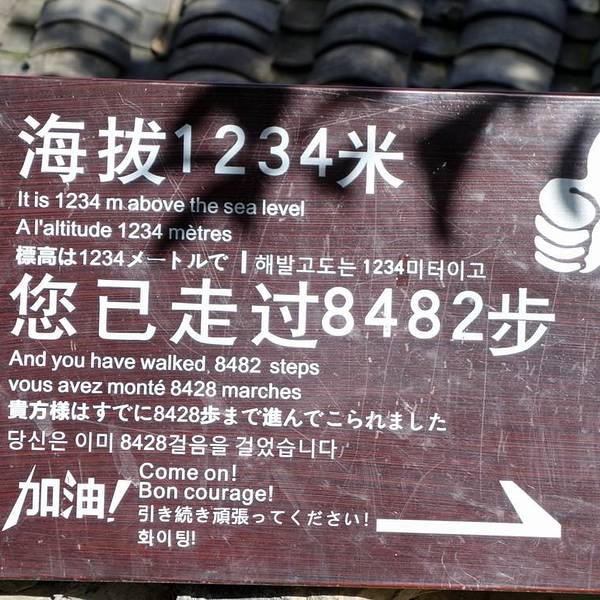 海拔1234米
It is 1234 m above the sea level
A l'altitude 1234 mètres
標高は1234メートルで | 해발고도는 1234미터이고
您已走过8482步
And you have walked 8482 steps
vous avez monté 8428 marches
貴方様はすでに8428歩まで進んでこられました
당신은 이미 8428걸음을 걸었습니다
加油!
Come on!
Bon courage!
引き続き頑張ってください!
화이팅!